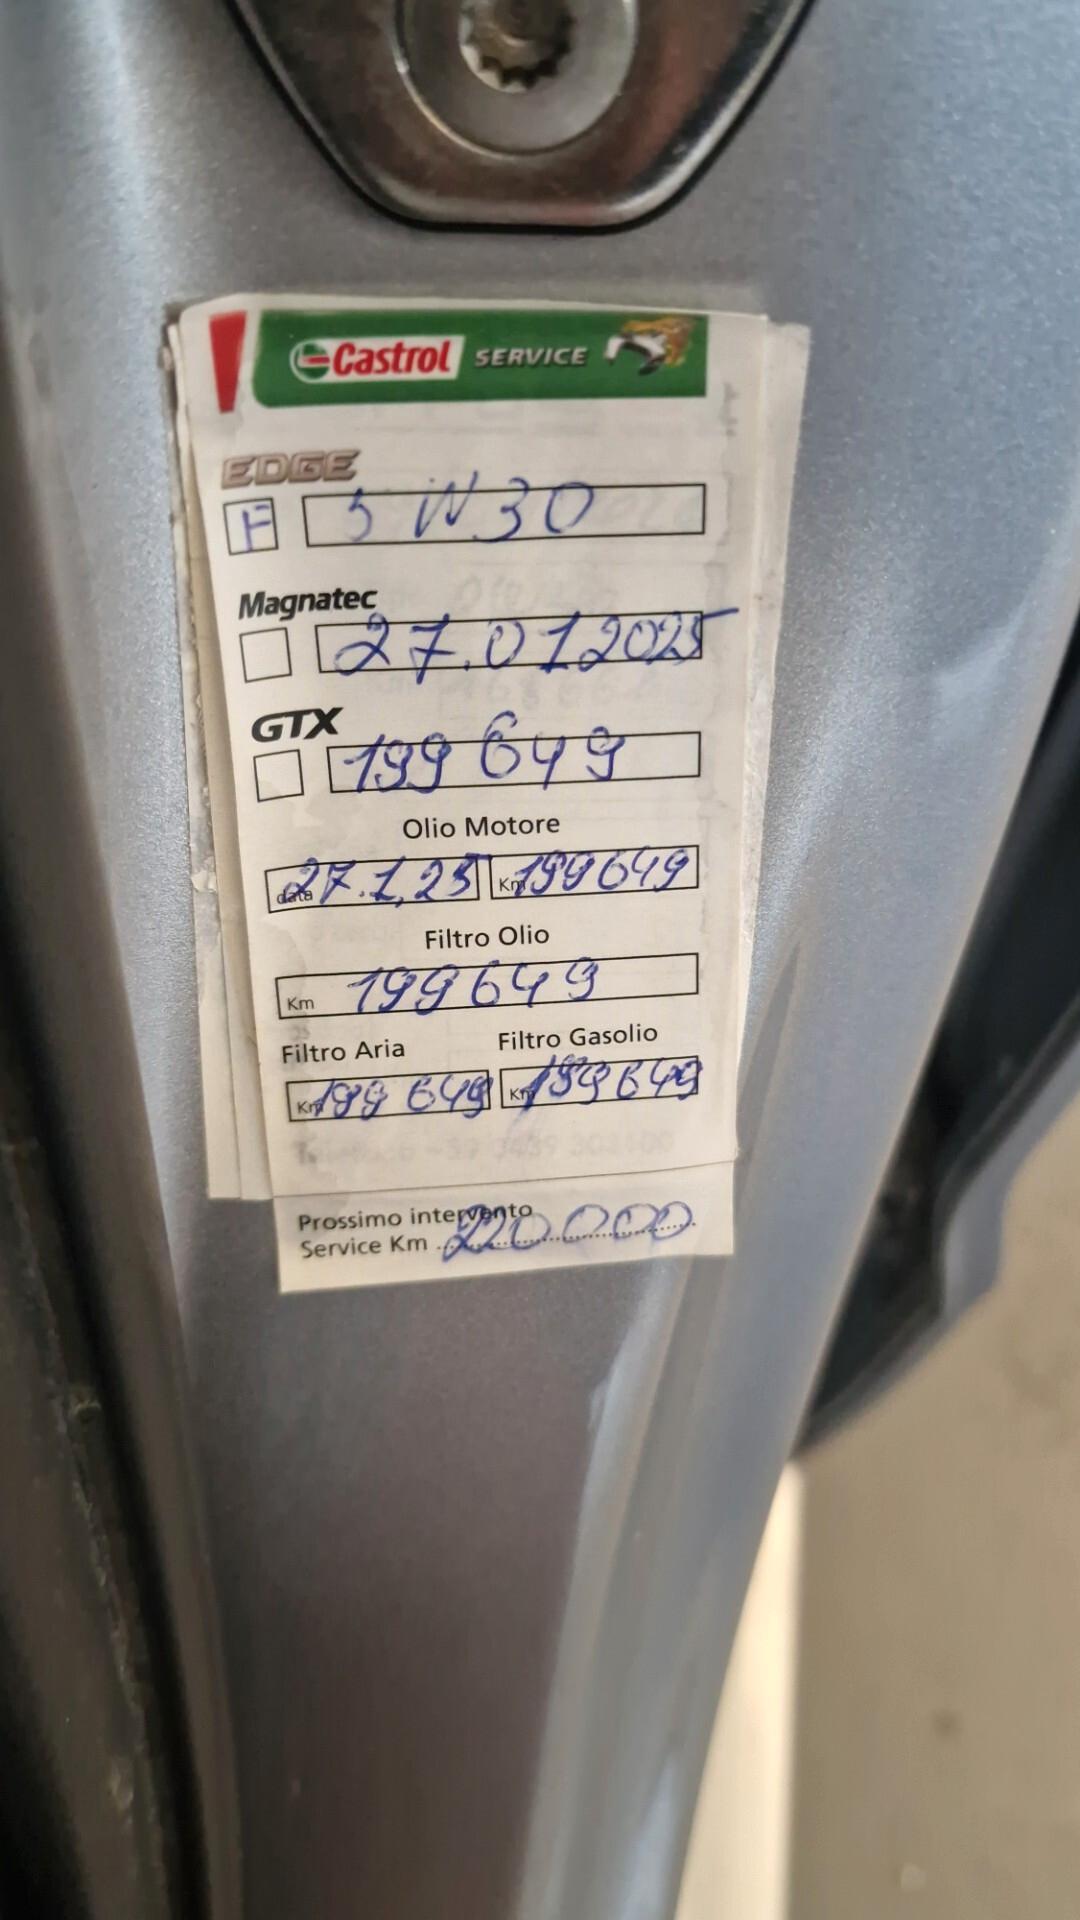 Castrol SERVICE
EDGE
F 5 W 30
Magnatec
27.01 2025
GTX
199 649
Olio Motore
data 27.1.25 Km 199649
Filtro Olio
Km 199649
Filtro Aria Filtro Gasolio
Km 199 649 Km 199649
Prossimo intervento
Service Km 220 000